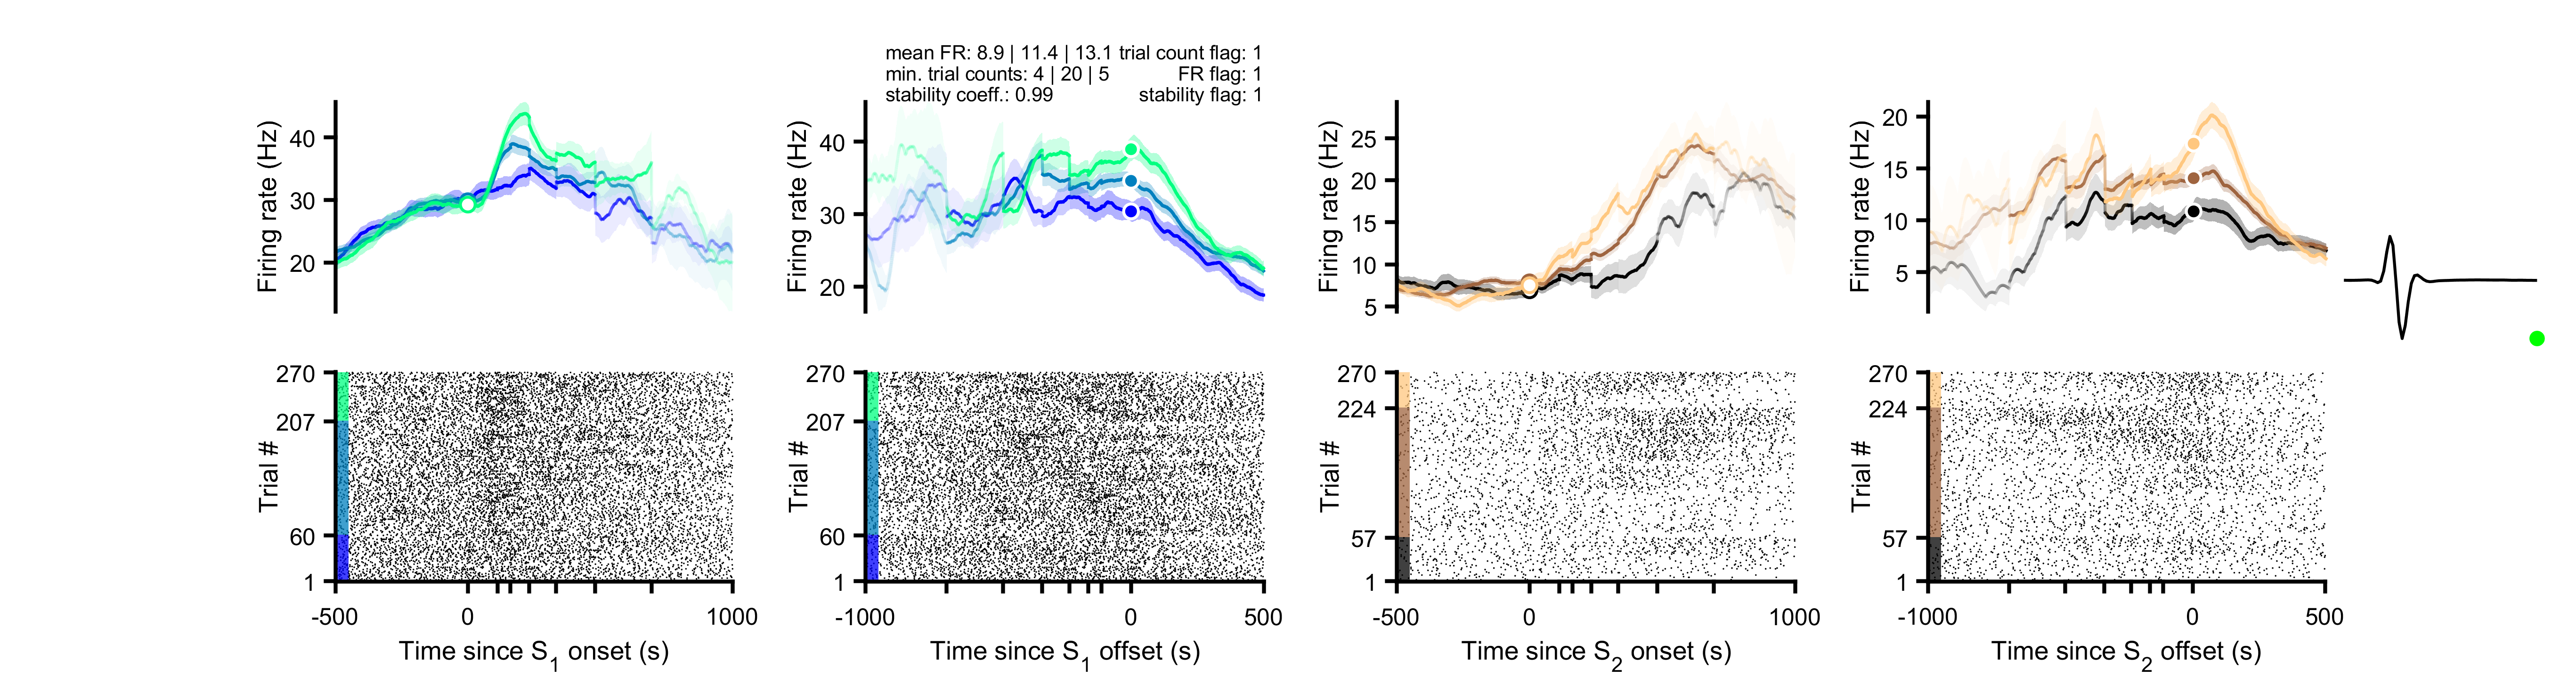 mean FR: 8.9 | 11.4 | 13.1 trial count flag: 1
min. trial counts: 4 | 20 | 5 FR flag: 1
stability coeff.: 0.99 stability flag: 1
Firing rate (Hz)
40
30
20
Firing rate (Hz)
40
30
20
Firing rate (Hz)
25
20
15
10
5
Firing rate (Hz)
20
15
10
5
Trial #
270
207
60
1
-500
0
1000
Time since S1 onset (s)
Trial #
270
207
60
1
-1000
0
500
Time since S1 offset (s)
Trial #
270
224
57
1
-500
0
1000
Time since S2 onset (s)
Trial #
270
224
57
1
-1000
0
500
Time since S2 offset (s)